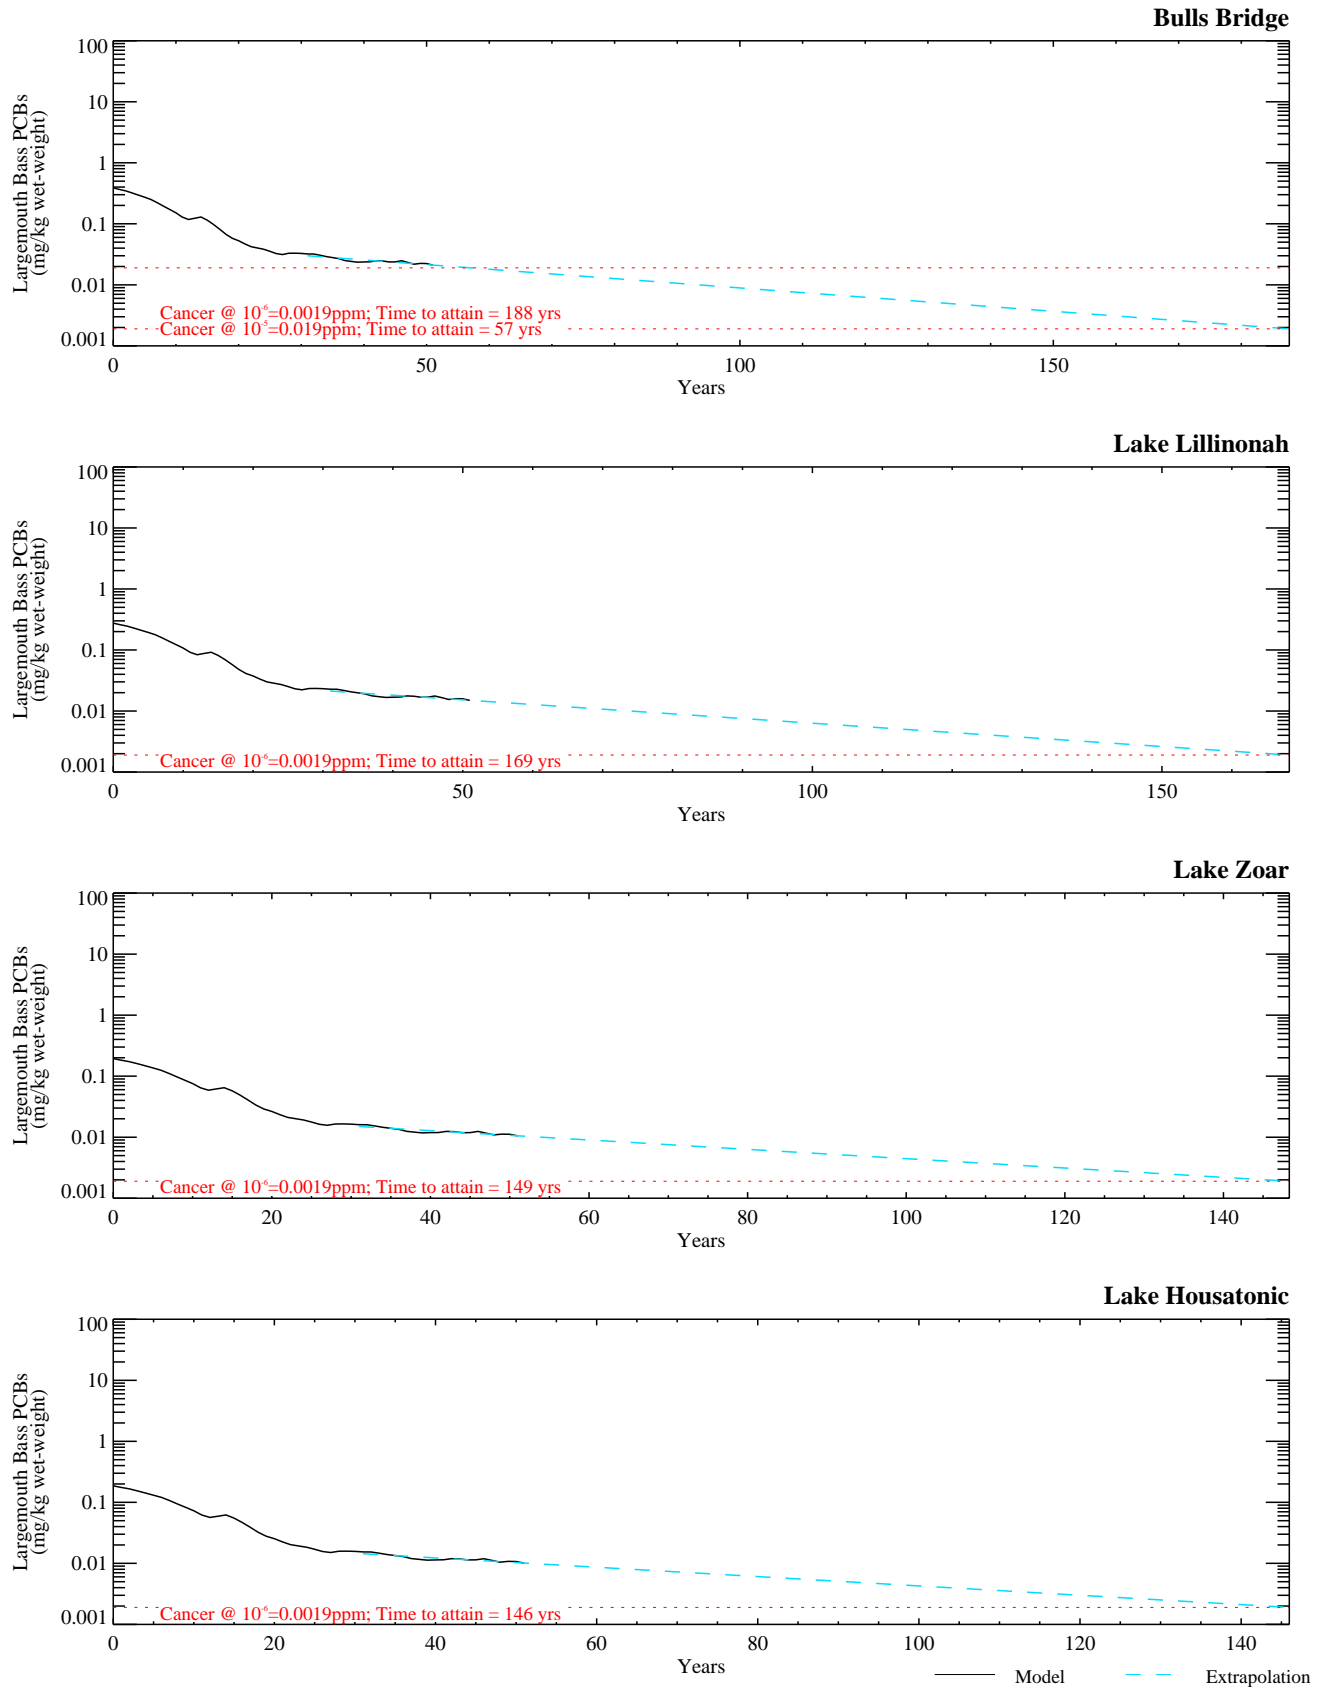 Bulls Bridge
Largemouth Bass PCBs
(mg/kg wet-weight)
100
10
1
0.1
0.01
0.001
Cancer @ 10⁻⁶=0.0019ppm; Time to attain = 188 yrs
Cancer @ 10⁻⁵=0.019ppm; Time to attain = 57 yrs
0 50 100 150
Years
Lake Lillinonah
Largemouth Bass PCBs
(mg/kg wet-weight)
100
10
1
0.1
0.01
0.001
Cancer @ 10⁻⁶=0.0019ppm; Time to attain = 169 yrs
0 50 100 150
Years
Lake Zoar
Largemouth Bass PCBs
(mg/kg wet-weight)
100
10
1
0.1
0.01
0.001
Cancer @ 10⁻⁶=0.0019ppm; Time to attain = 149 yrs
0 20 40 60 80 100 120 140
Years
Lake Housatonic
Largemouth Bass PCBs
(mg/kg wet-weight)
100
10
1
0.1
0.01
0.001
Cancer @ 10⁻⁶=0.0019ppm; Time to attain = 146 yrs
0 20 40 60 80 100 120 140
Years
Model Extrapolation